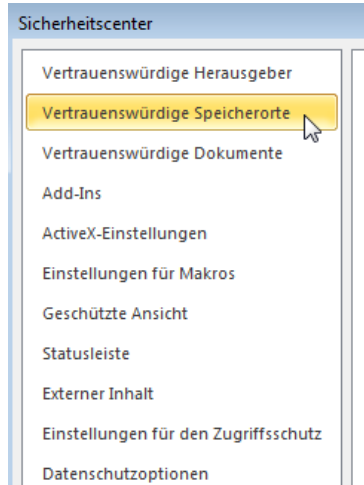 Sicherheitscenter
Vertrauenswürdige Herausgeber
Vertrauenswürdige Speicherorte
Vertrauenswürdige Dokumente
Add-Ins
ActiveX-Einstellungen
Einstellungen für Makros
Geschützte Ansicht
Statusleiste
Externer Inhalt
Einstellungen für den Zugriffsschutz
Datenschutzoptionen